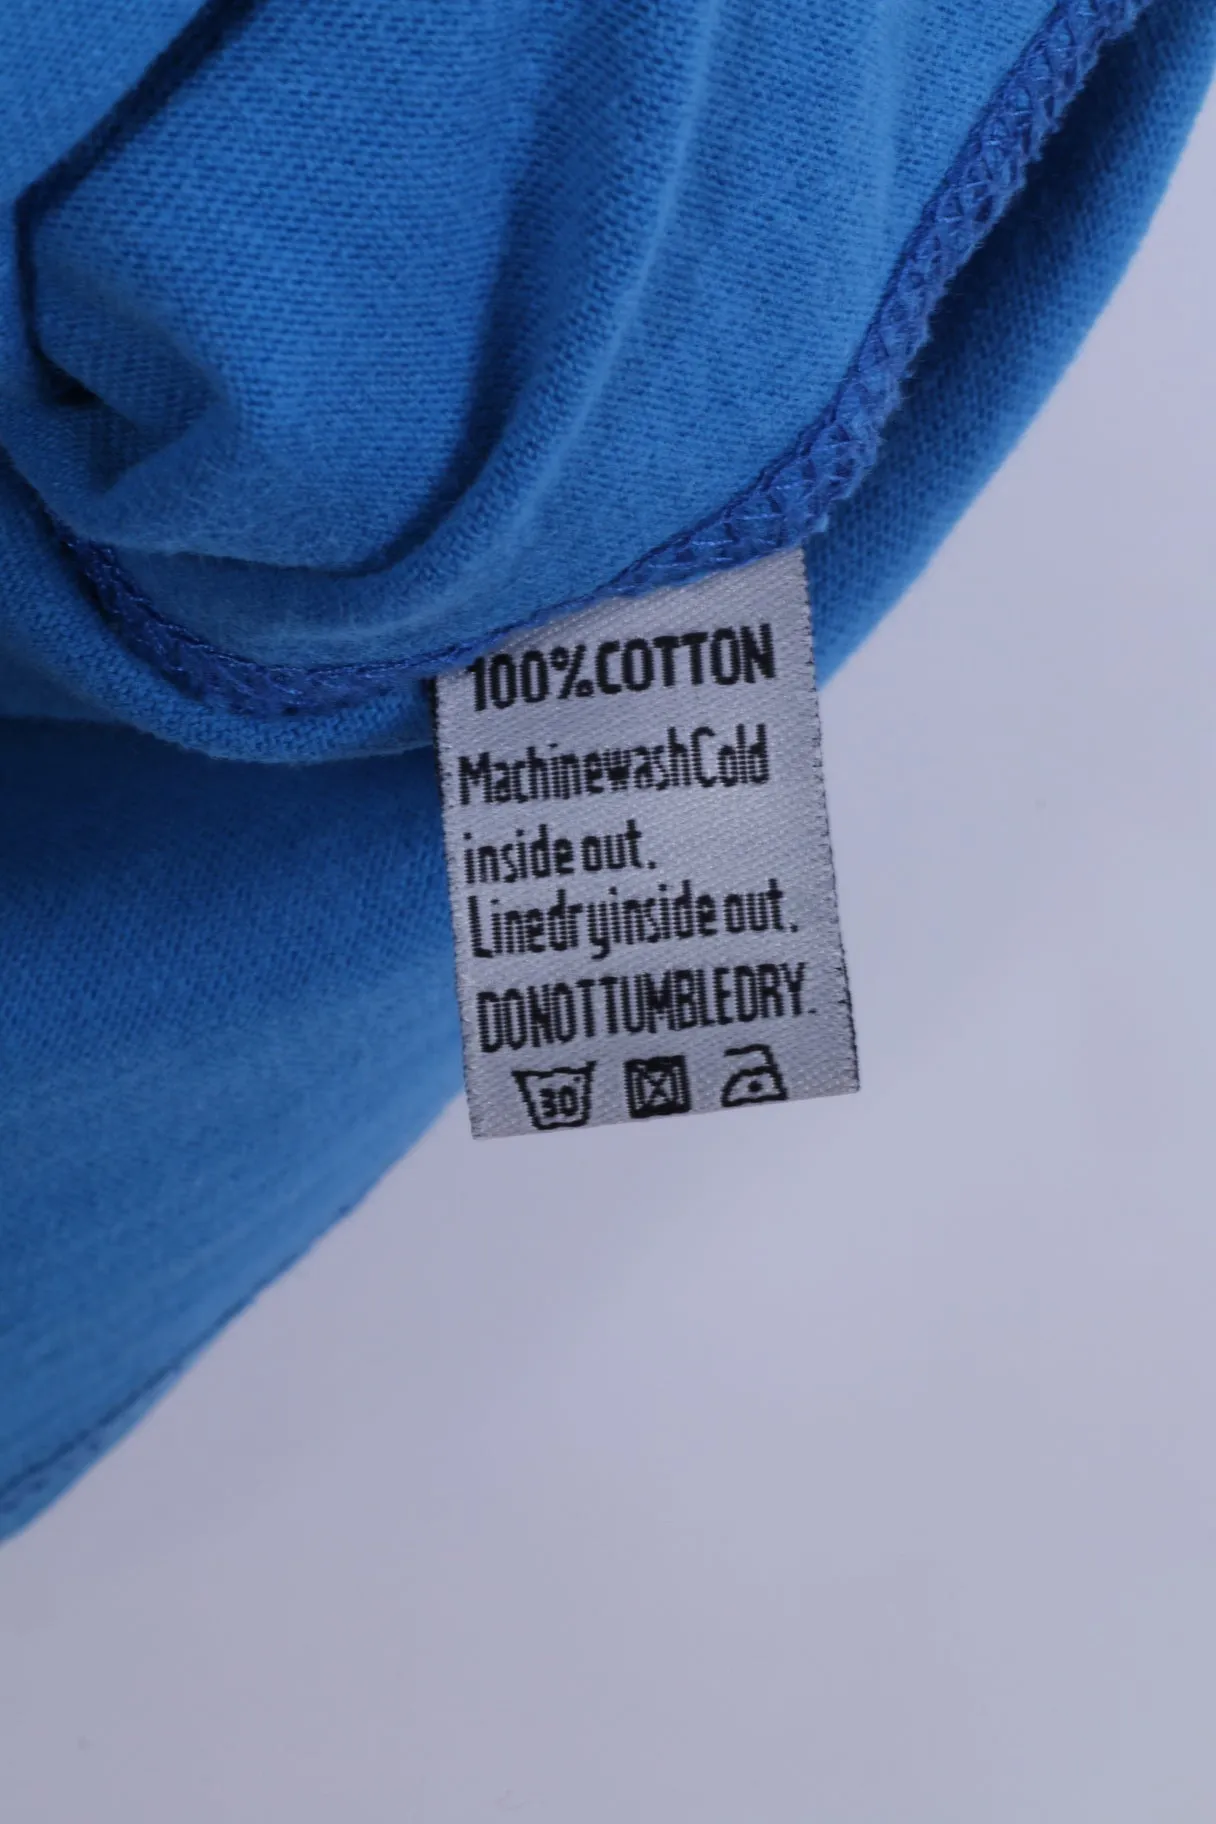 100%COTTON
MachinewashCold
inside out.
Linedryinside out.
DONOTTUMBLEDRY.
30